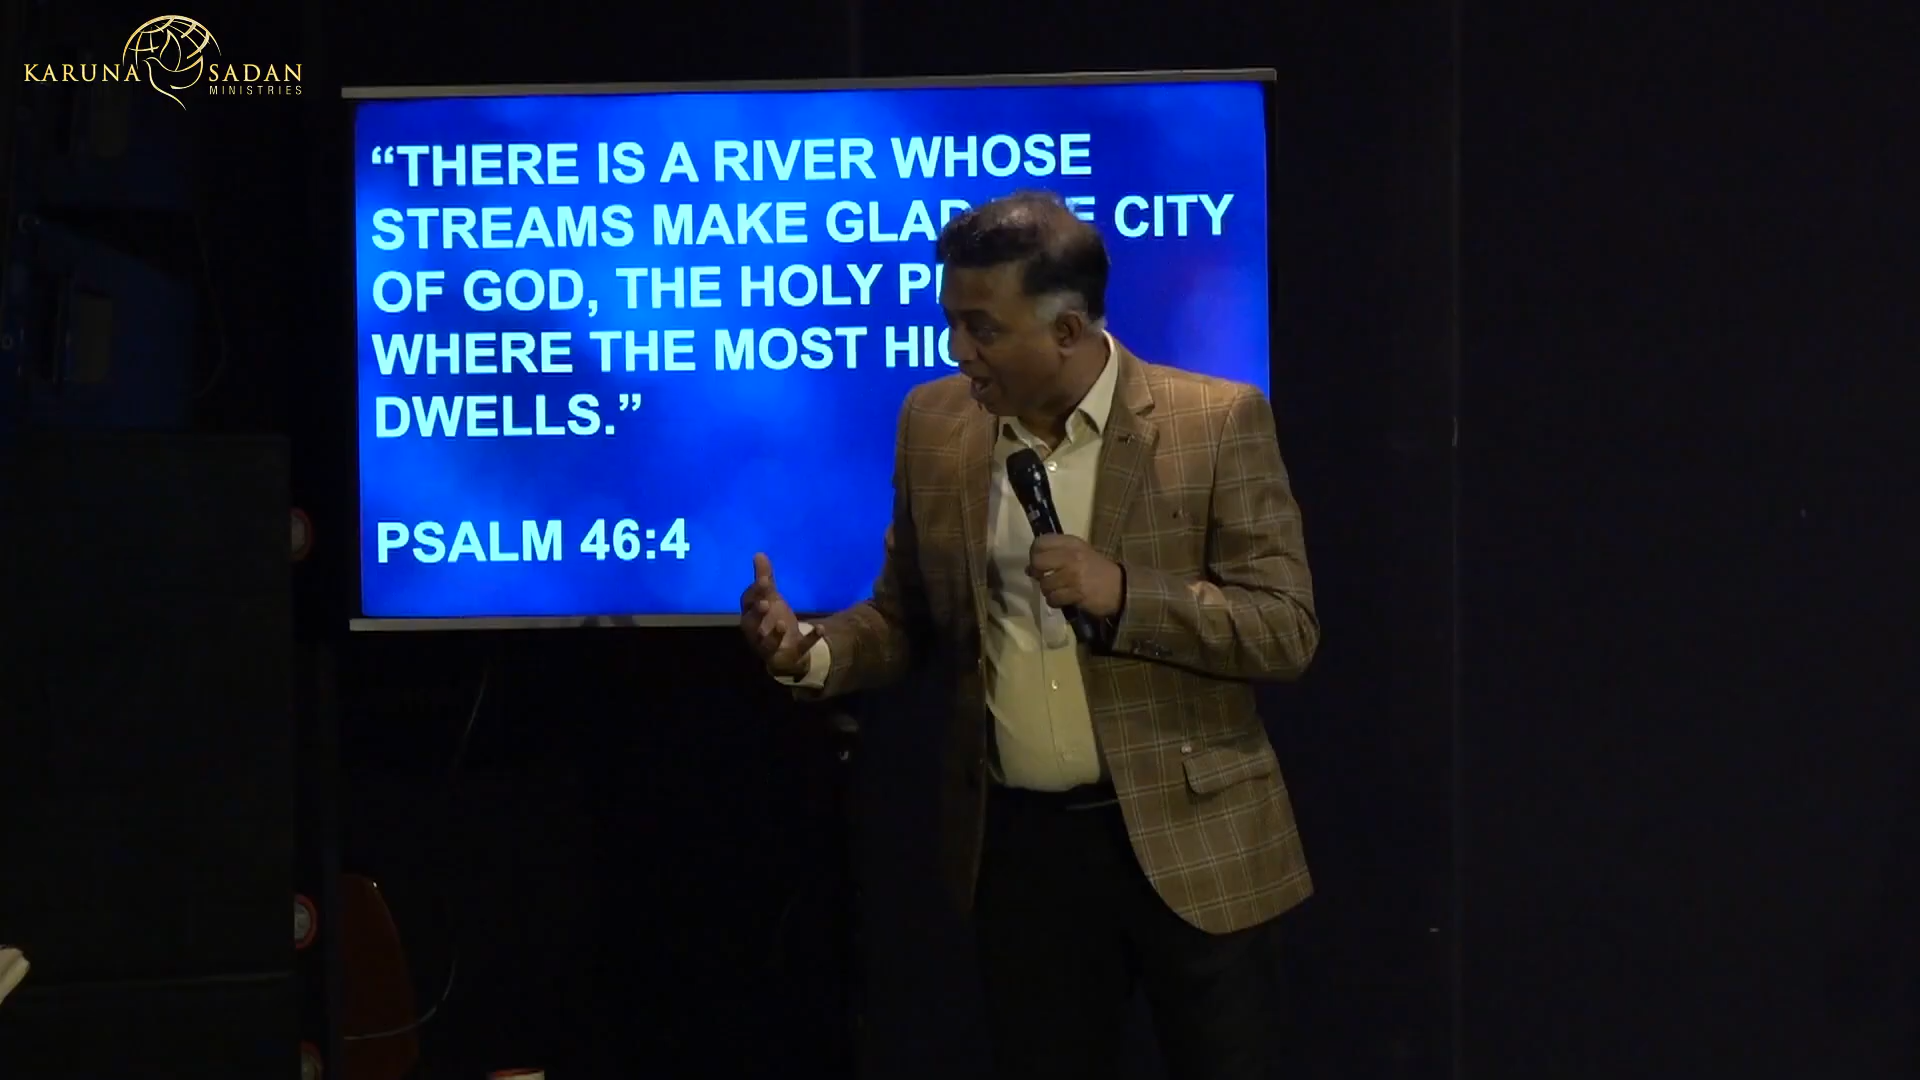 KARUNA SADAN
MINISTRIES
“THERE IS A RIVER WHOSE
STREAMS MAKE GLAD CITY
OF GOD, THE HOLY
WHERE THE MOST
DWELLS.”
PSALM 46:4